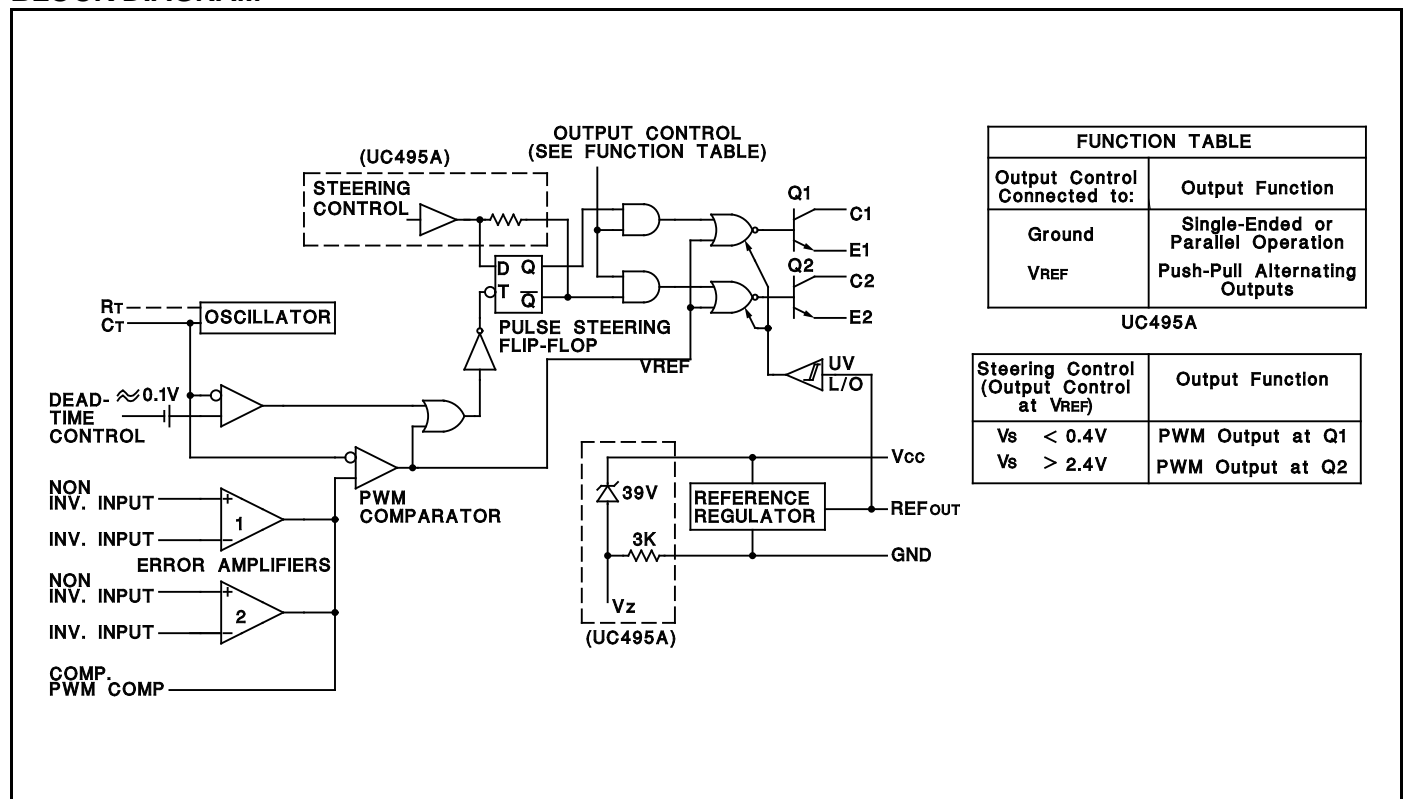 OUTPUT CONTROL
(SEE FUNCTION TABLE)
(UC495A)
STEERING
CONTROL
D Q
T Q
PULSE STEERING
FLIP-FLOP
Q1
C1
E1
Q2
C2
E2
VREF
UV
L/O
RT
CT
OSCILLATOR
DEAD-
TIME
CONTROL
≈ 0.1V
PWM
COMPARATOR
NON
INV. INPUT
+
1
INV. INPUT
−
ERROR AMPLIFIERS
NON
INV. INPUT
+
2
INV. INPUT
−
COMP.
PWM COMP
39V
3K
Vz
(UC495A)
REFERENCE
REGULATOR
Vcc
REFOUT
GND
FUNCTION TABLE
Output Control
Connected to:
Output Function
Ground
Single-Ended or
Parallel Operation
VREF
Push-Pull Alternating
Outputs
UC495A
Steering Control
(Output Control
at VREF)
Output Function
Vs < 0.4V
PWM Output at Q1
Vs > 2.4V
PWM Output at Q2